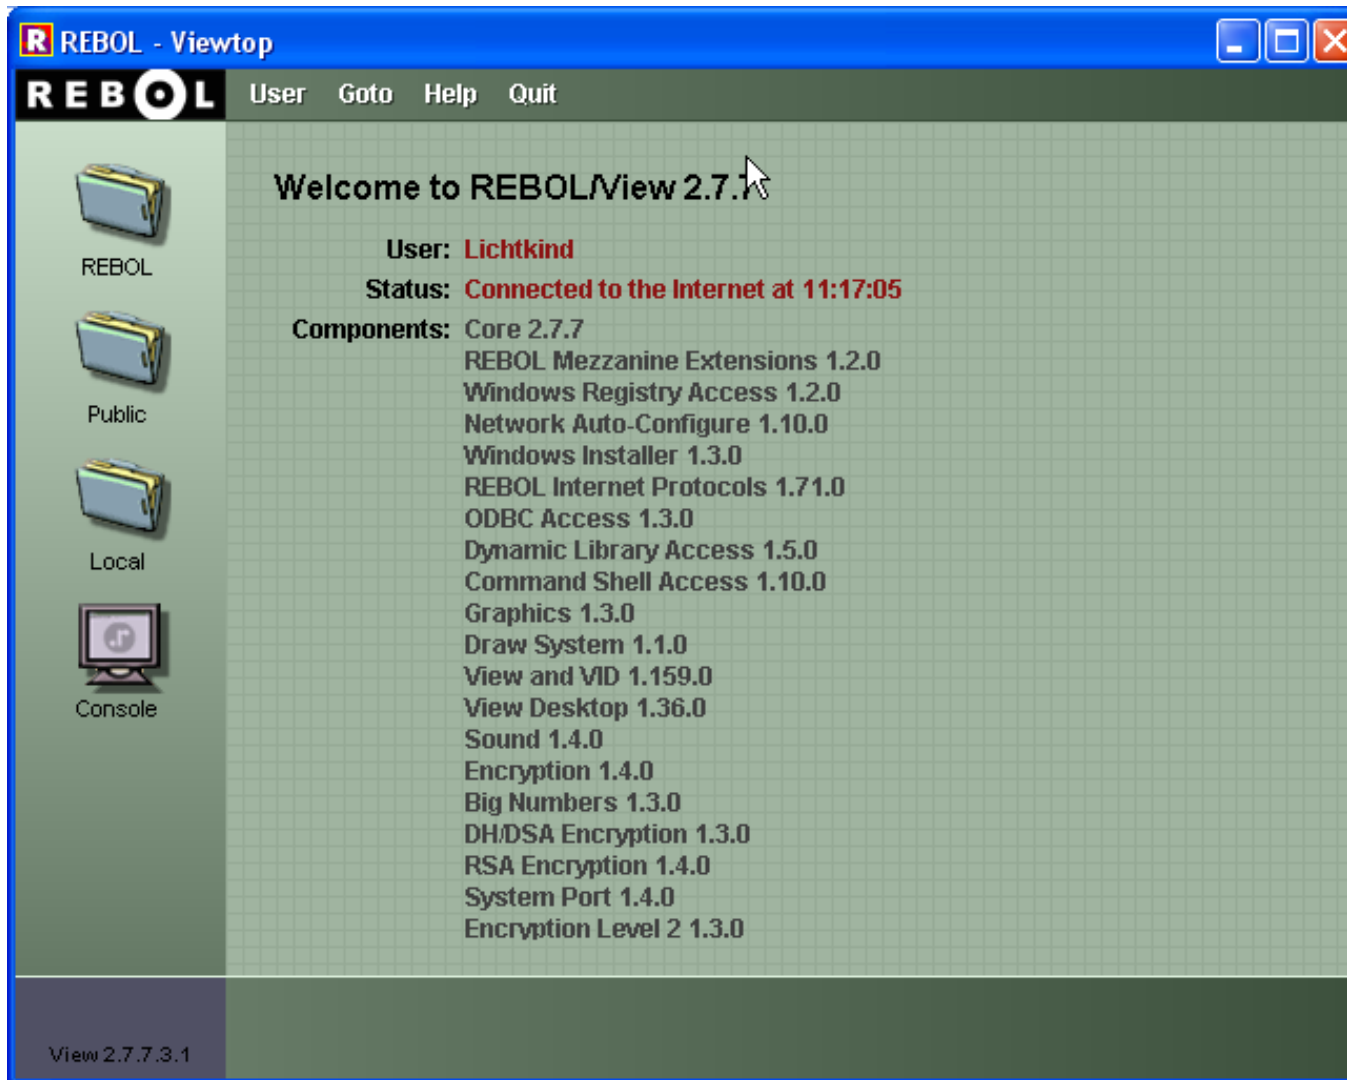 R REBOL - Viewtop
REBOL User Goto Help Quit
Welcome to REBOL/View 2.7.7
User: Lichtkind
Status: Connected to the Internet at 11:17:05
Components: Core 2.7.7
REBOL Mezzanine Extensions 1.2.0
Windows Registry Access 1.2.0
Network Auto-Configure 1.10.0
Windows Installer 1.3.0
REBOL Internet Protocols 1.71.0
ODBC Access 1.3.0
Dynamic Library Access 1.5.0
Command Shell Access 1.10.0
Graphics 1.3.0
Draw System 1.1.0
View and VID 1.159.0
View Desktop 1.36.0
Sound 1.4.0
Encryption 1.4.0
Big Numbers 1.3.0
DH/DSA Encryption 1.3.0
RSA Encryption 1.4.0
System Port 1.4.0
Encryption Level 2 1.3.0
REBOL
Public
Local
Console
View 2.7.7.3.1